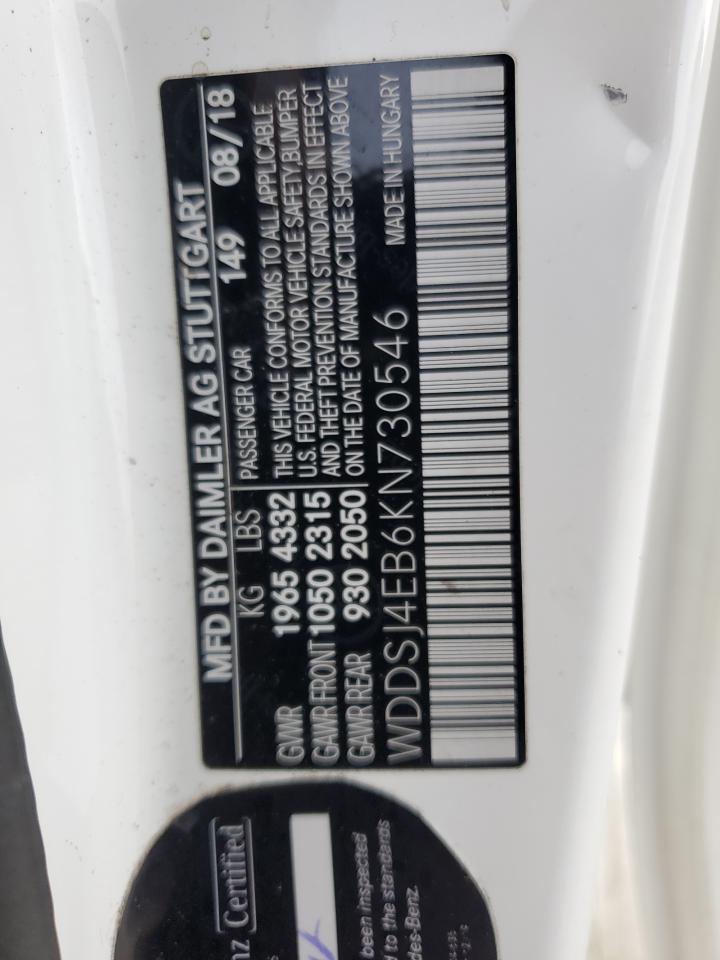 MFD BY DAIMLER AG STUTTGART
149 08/18
KG LBS PASSENGER CAR
GWR 1965 4332 THIS VEHICLE CONFORMS TO ALL APPLICABLE
GAWR FRONT 1050 2315 U.S. FEDERAL MOTOR VEHICLE SAFETY,BUMPER
AND THEFT PREVENTION STANDARDS IN EFFECT
GAWR REAR 930 2050 ON THE DATE OF MANUFACTURE SHOWN ABOVE
WDDSJ4EB6KN730546 MADE IN HUNGARY
nz Certified
been inspected
d to the standards
des-Benz.